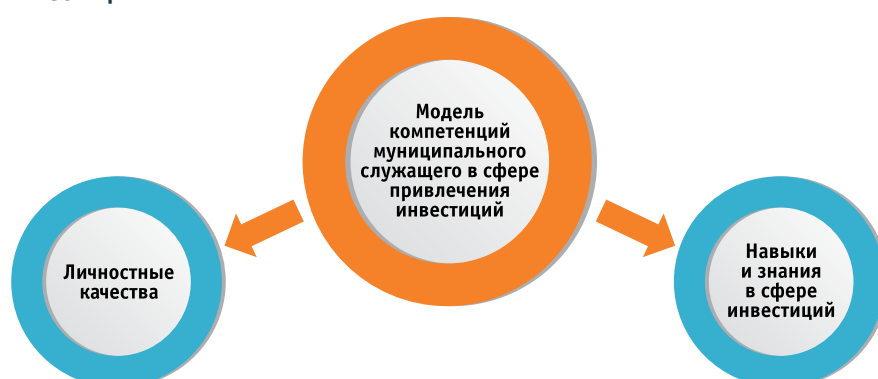 Модель
компетенций
муниципального
служащего в сфере
привлечения
инвестиций
Личностные
качества
Навыки
и знания
в сфере
инвестиций